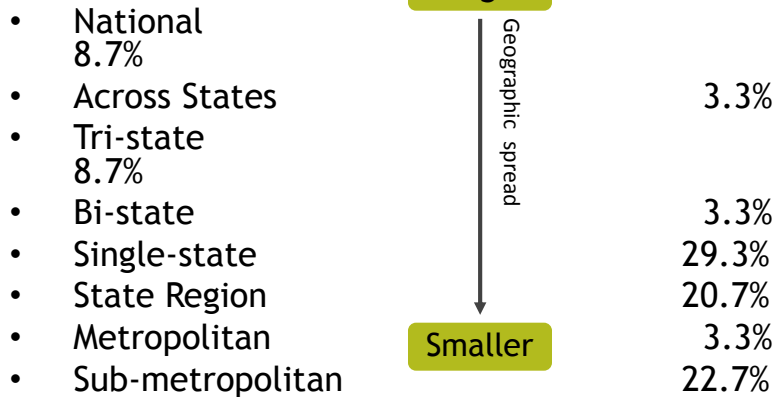 • National
8.7%
• Across States 3.3%
• Tri-state
8.7%
• Bi-state 3.3%
• Single-state 29.3%
• State Region 20.7%
• Metropolitan 3.3%
• Sub-metropolitan 22.7%
Geographic spread
Smaller